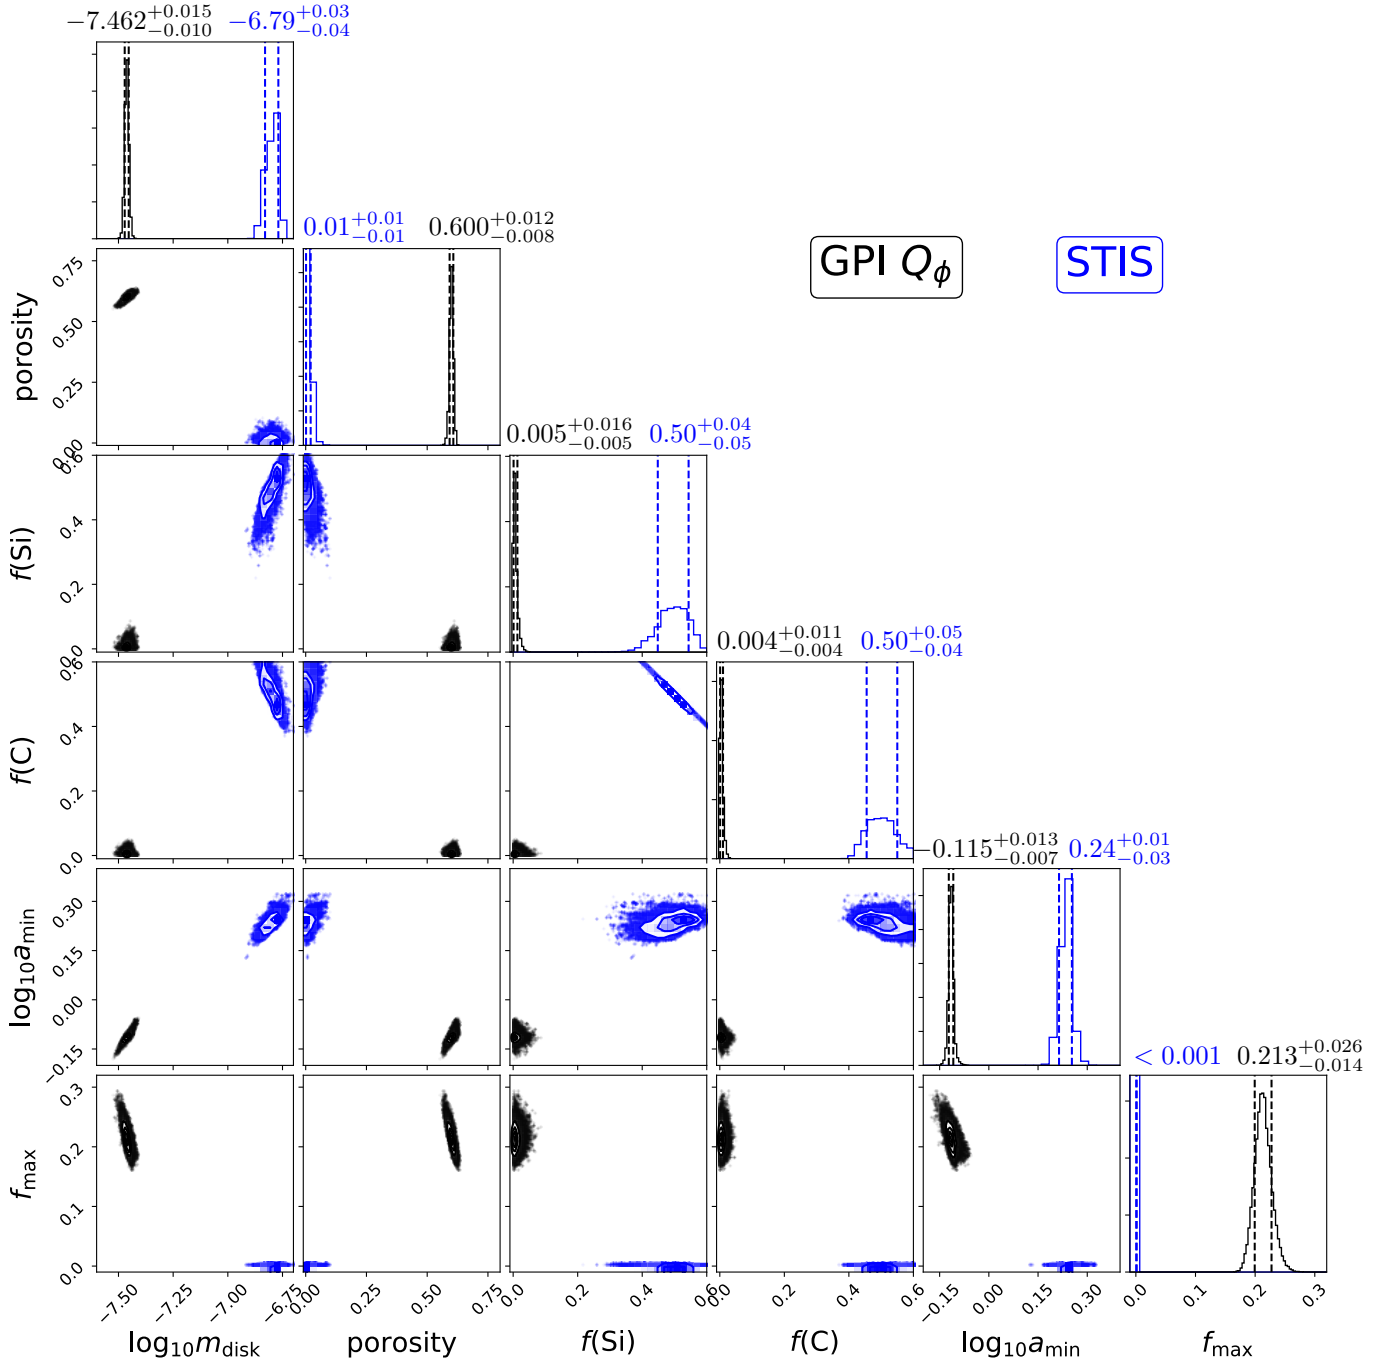 −7.462^{+0.015}_{−0.010} −6.79^{+0.03}_{−0.04}
0.01^{+0.01}_{−0.01} 0.600^{+0.012}_{−0.008}
GPI Q_ϕ STIS
0.75
0.50
0.25
0.00
porosity
0.005^{+0.016}_{−0.005} 0.50^{+0.04}_{−0.05}
0.6
0.4
0.2
0.0
f(Si)
0.004^{+0.011}_{−0.004} 0.50^{+0.05}_{−0.04}
0.6
0.4
0.2
0.0
f(C)
−0.115^{+0.013}_{−0.007} 0.24^{+0.01}_{−0.03}
0.30
0.15
0.00
−0.15
log₁₀a_min
< 0.001 0.213^{+0.026}_{−0.014}
0.3
0.2
0.1
0.0
f_max
−7.50 −7.25 −7.00 −6.75
0.00 0.25 0.50 0.75
0.0 0.2 0.4 0.6
0.0 0.2 0.4 0.6
−0.15 0.00 0.15 0.30
0.0 0.1 0.2 0.3
log₁₀m_disk porosity f(Si) f(C) log₁₀a_min f_max